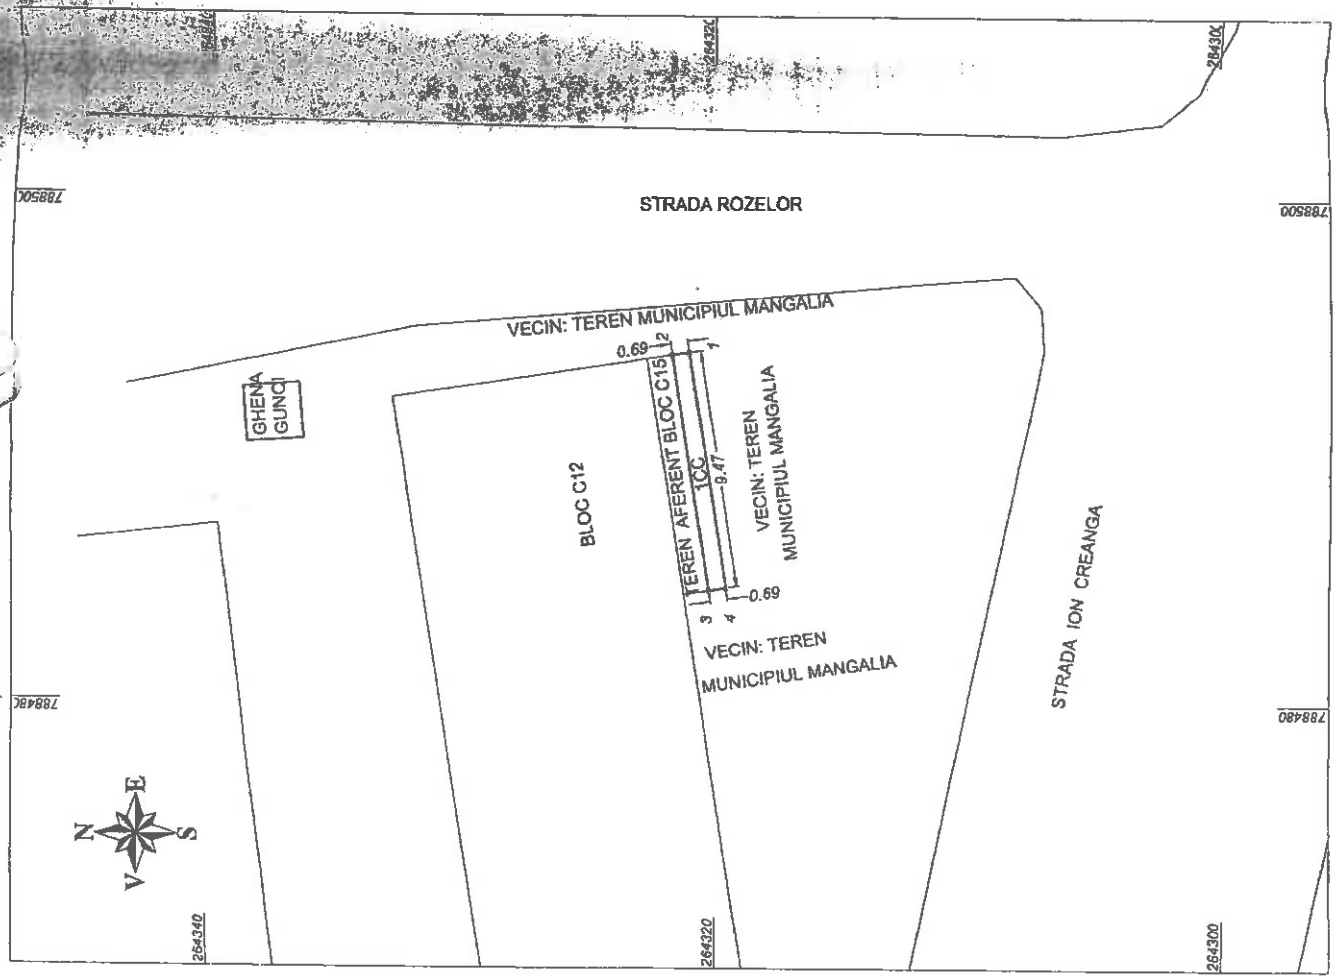 264320
264300
788500
788500
STRADA ROZELOR
VECIN: TEREN MUNICIPIUL MANGALIA
0.69
2
1
GHENA
GUNOI
BLOC C12
TEREN AFERENT BLOC C15
1CC
9.47
VECIN: TEREN
MUNICIPIUL MANGALIA
3
4
0.69
VECIN: TEREN
MUNICIPIUL MANGALIA
STRADA ION CREANGA
788480
788480
N
E
S
V
264340
264320
264300